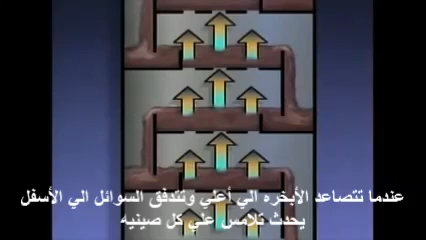 عندما تتصاعد الأبخره الي أعلي وتتدفق السوائل الي الأسفل
يحدث تلامس علي كل صينيه